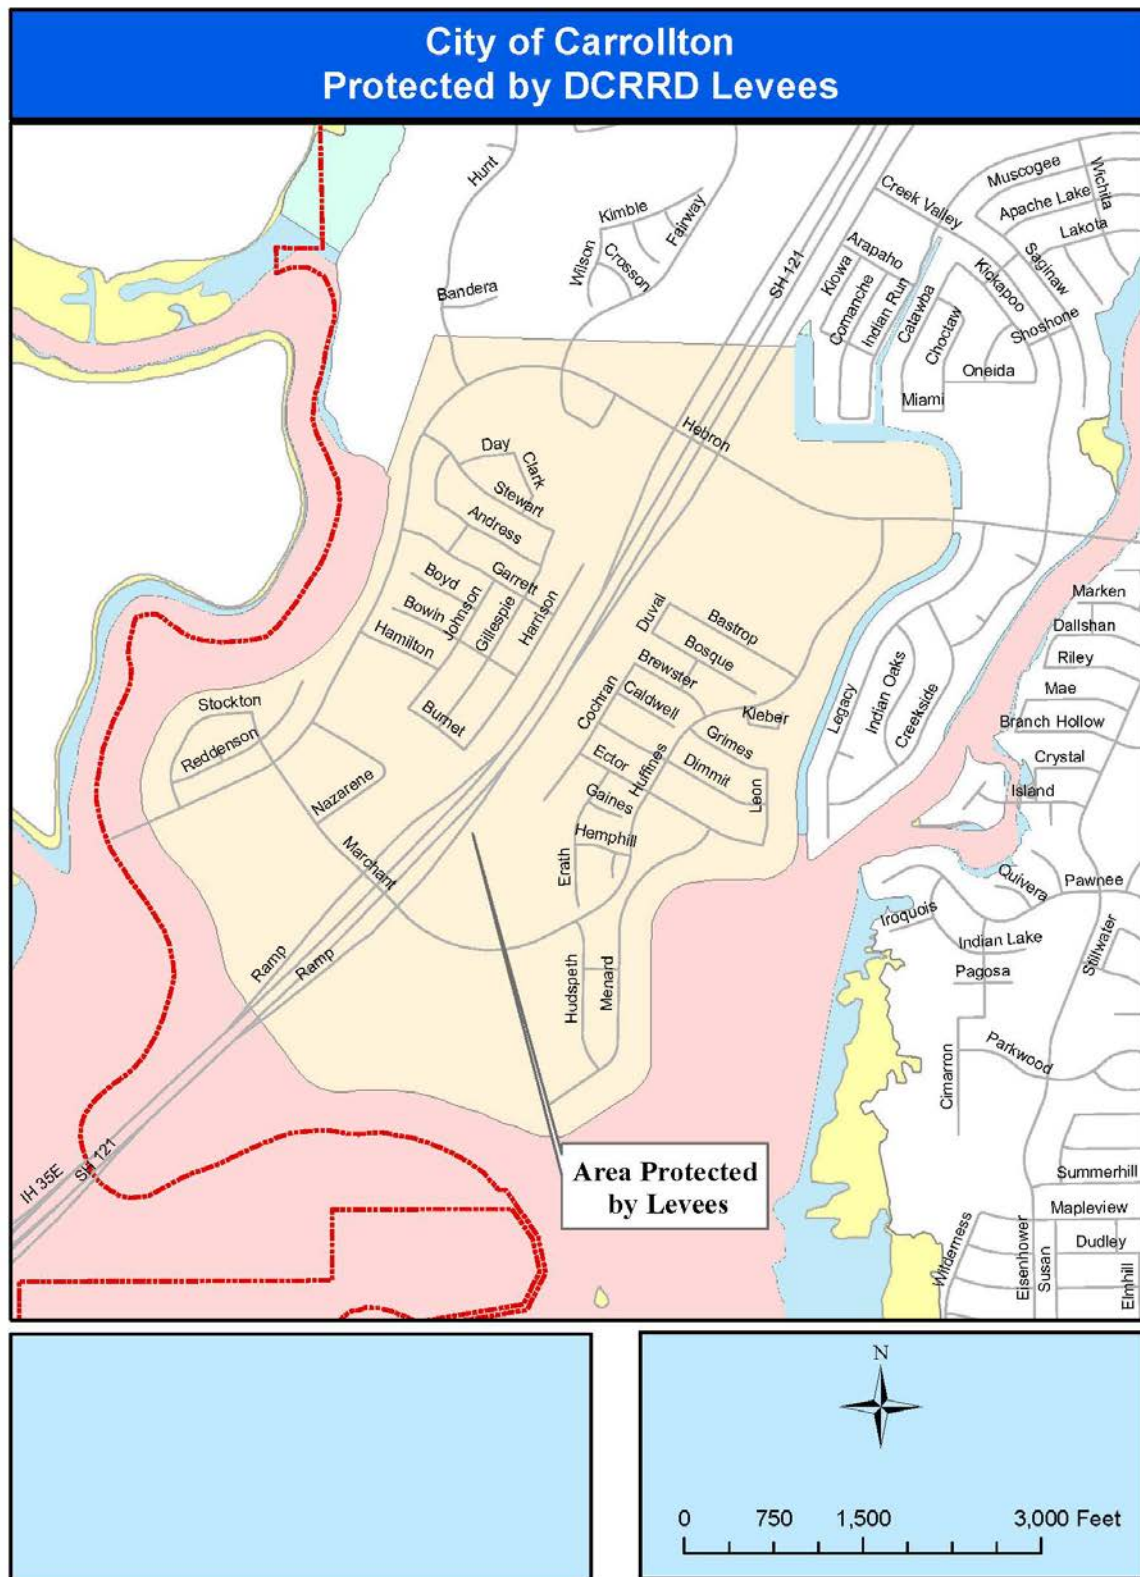 City of Carrollton
Protected by DCRRD Levees
Hunt
Kimble
Fairway
Wilson
Crosson
Bandera
SH 121
Creek Valley
Muscogee
Wichita
Apache Lake
Lakota
Arapaho
Kiowa
Comanche
Indian Run
Catawba
Choctaw
Kickapoo
Saginaw
Shoshone
Oneida
Miami
Hebron
Day
Clark
Stewart
Andress
Garrett
Boyd
Bowin
Hamilton
Johnson
Gillespie
Harrison
Burnet
Duval
Bastrop
Bosque
Brewster
Cochran
Caldwell
Kleber
Grimes
Ector
Huffines
Dimmit
Leon
Gaines
Hemphill
Erath
Legacy
Indian Oaks
Creekside
Marken
Dallshan
Riley
Mae
Branch Hollow
Crystal
Island
Stockton
Reddenson
Nazarene
Marchant
Ramp
Ramp
Hudspeth
Menard
Quivera
Pawnee
Iroquois
Indian Lake
Stillwater
Pagosa
Parkwood
Cimarron
IH 35E
SH 121
Area Protected
by Levees
Summerhill
Mapleview
Wilderness
Eisenhower
Susan
Dudley
Elmhill
N
0 750 1,500 3,000 Feet